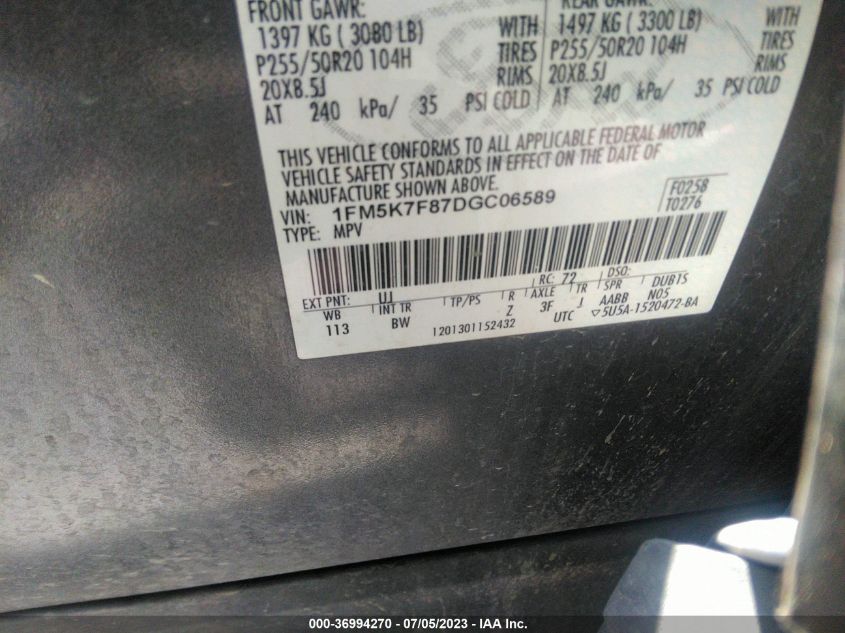 FRONT GAWR: REAR GAWR:
1397 KG ( 3080 LB) WITH 1497 KG ( 3300 LB) WITH
P255/50R20 104H TIRES P255/50R20 104H TIRES
20X8.5J RIMS 20X8.5J RIMS
AT 240 kPa/ 35 PSI COLD AT 240 kPa/ 35 PSI COLD
THIS VEHICLE CONFORMS TO ALL APPLICABLE FEDERAL MOTOR
VEHICLE SAFETY STANDARDS IN EFFECT ON THE DATE OF
MANUFACTURE SHOWN ABOVE.
F0258
VIN: 1FM5K7F87DGC06589
T0276
TYPE: MPV
EXT PNT: UJ RC: 72 DSO:
WB INT TR TP/PS R AXLE TR SPR DUB1S
113 BW Z 3F J AABB N05
1201301152432 UTC ▽5U5A-1520472-BA
000-36994270 - 07/05/2023 - IAA Inc.